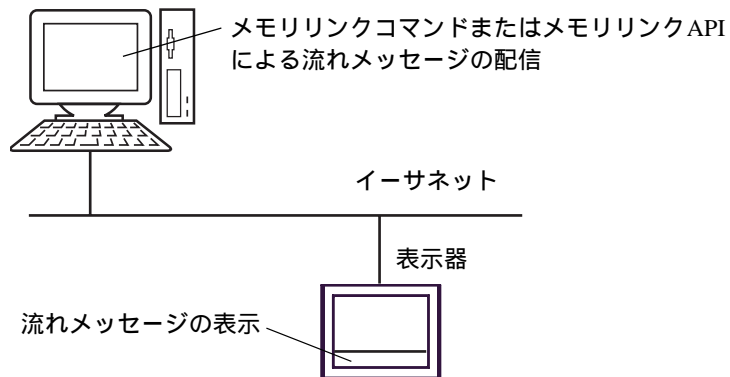 メモリリンクコマンドまたはメモリリンクAPI
による流れメッセージの配信
イーサネット
表示器
流れメッセージの表示